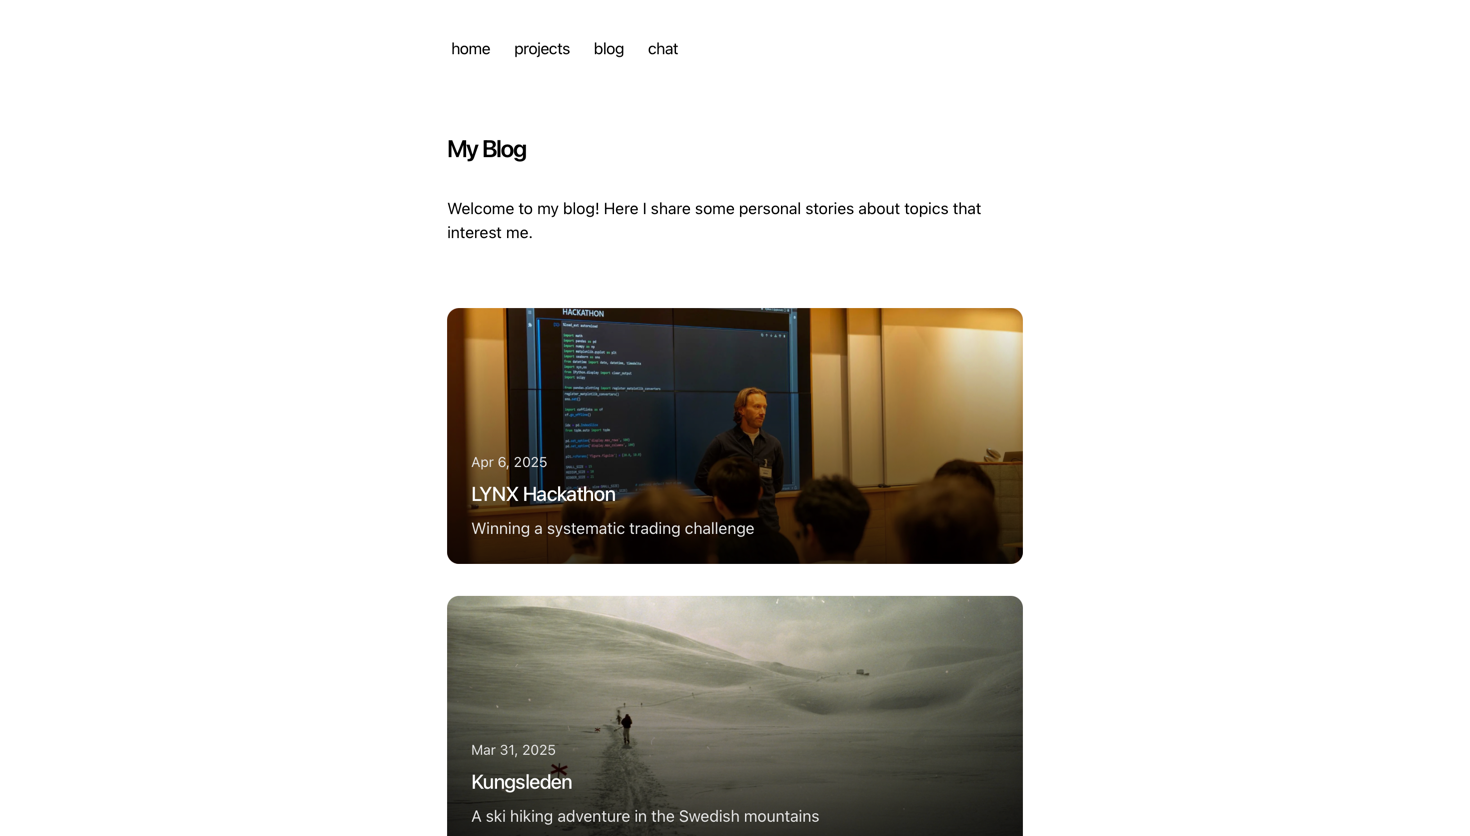 home projects blog chat
My Blog
Welcome to my blog! Here I share some personal stories about topics that
interest me.
HACKATHON
Apr 6, 2025
LYNX Hackathon
Winning a systematic trading challenge
Mar 31, 2025
Kungsleden
A ski hiking adventure in the Swedish mountains